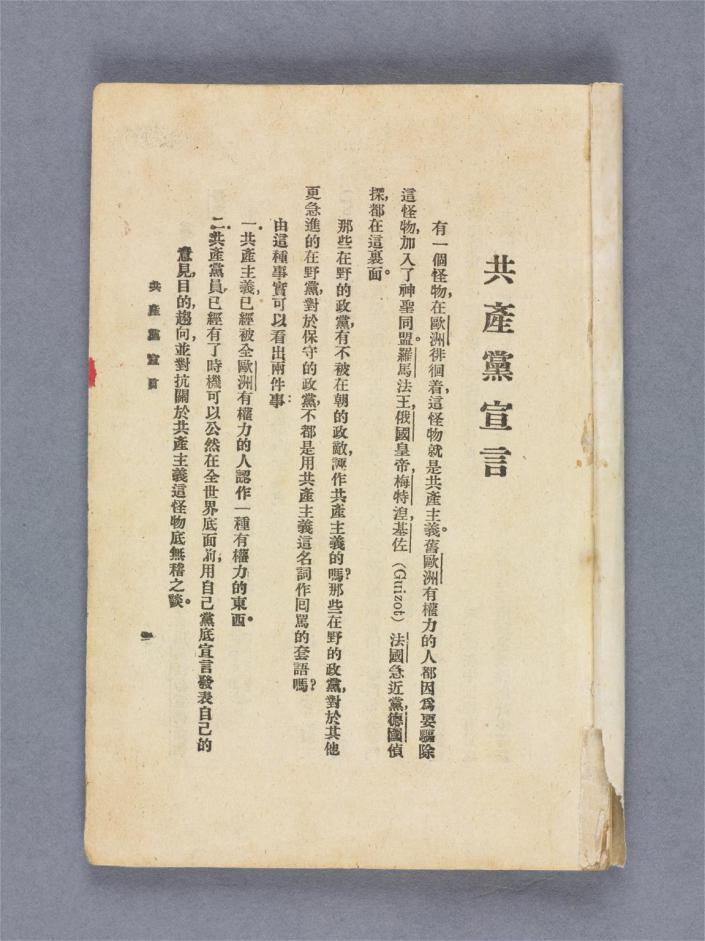 共產黨宣言
有一個怪物，在歐洲徘徊着，這怪物就是共產主義。舊歐洲有權力的人都因爲要驅除
這怪物，加入了神聖同盟。羅馬法王，俄國皇帝，梅特湼，基佐（Guizot）法國急近黨，德國偵
探，都在這裏面。
那些在野的政黨，有不被在朝的政敵，誣作共產主義的嗎？那些在野的政黨，對於其他
更急進的在野黨，對於保守的政黨，不都是用共產主義這名詞作回罵的套語嗎？
由這種事實可以看出兩件事：
一．共產主義，已經被全歐洲有權力的人認作一種有權力的東西。
二．共產黨員，已經有了時機可以公然在全世界底面前，用自己黨底宣言發表自己的
意見，目的，趨向，並對抗關於共產主義這怪物底無稽之談。
共產黨宣言
一